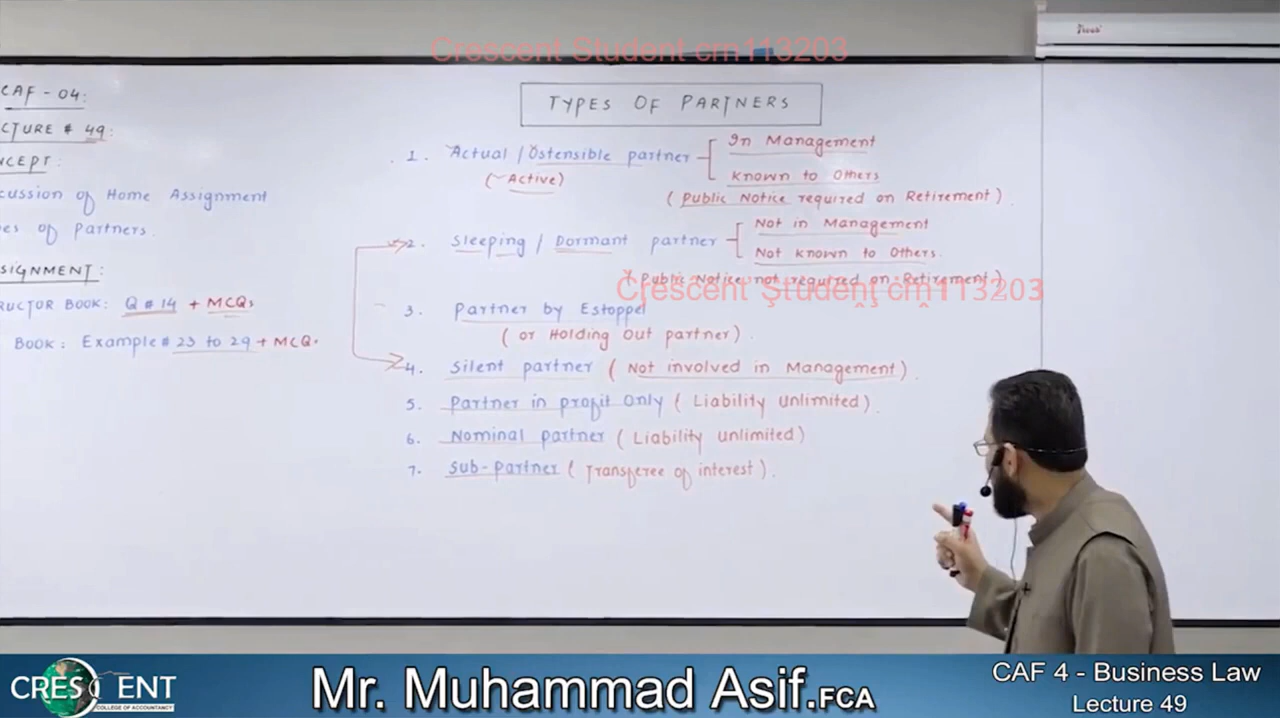 Crescent Student crn113203
CAF - 04:
CTURE # 49:
NCEPT:
cussion of Home Assignment
es of Partners.
SIGNMENT:
RUCTOR BOOK: Q # 14 + MCQs
BOOK: Example # 23 to 29 + MCQs
TYPES OF PARTNERS
1. Actual / Ostensible partner
(Active)
In Management
Known to Others
(Public Notice required on Retirement).
2. Sleeping / Dormant partner
Not in Management
Not known to Others.
(Public Notice not required on Retirement)
Crescent Student crn113203
3. Partner by Estoppel
(or Holding Out partner).
4. Silent partner (Not involved in Management).
5. Partner in profit Only (Liability Unlimited).
6. Nominal partner (Liability unlimited)
7. Sub-partner (Transferee of interest).
CRESCENT
COLLEGE OF ACCOUNTANCY
Mr. Muhammad Asif.FCA
CAF 4 - Business Law
Lecture 49